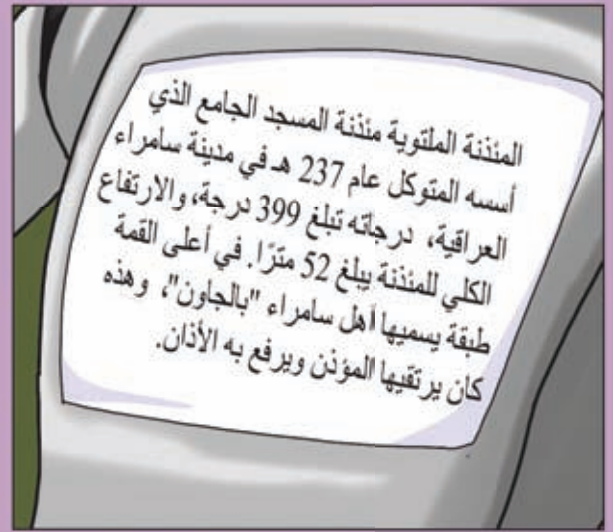 المئذنة الملتوية مئذنة المسجد الجامع الذي
أسسه المتوكل عام 237 هـ في مدينة سامراء
العراقية، درجاته تبلغ 399 درجة، والارتفاع
الكلي للمئذنة يبلغ 52 مترًا. في أعلى القمة
طبقة يسميها أهل سامراء "بالجاون"، وهذه
كان يرتقيها المؤذن ويرفع به الأذان.